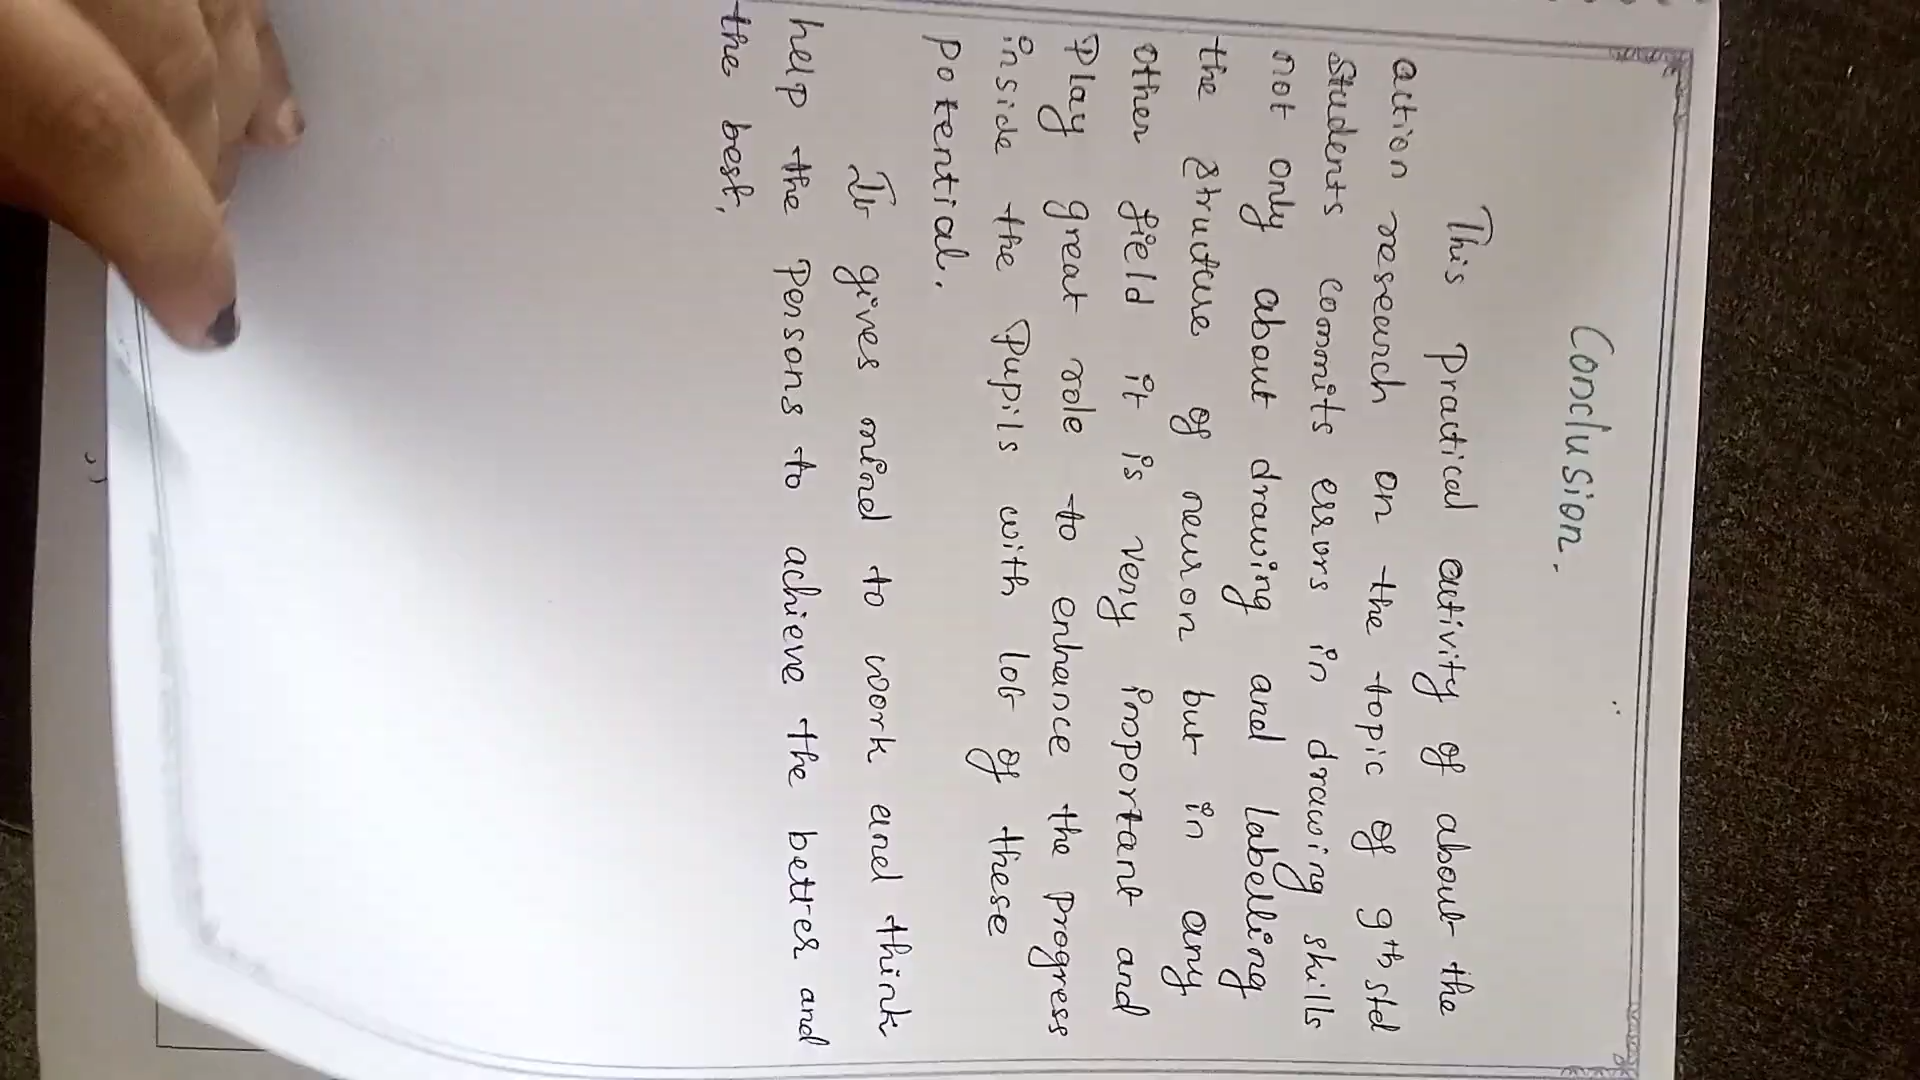 Conclusion.
This Practical activity of about the
action research on the topic of 9th std
Students commits errors in drawing skills
not only about drawing and labelling
the structure of neuron but in any
other field it is very important and
Play great role to enhance the progress
inside the Pupils with lot of these
Potential.
It gives mind to work and think
help the Persons to achieve the better and
the best.